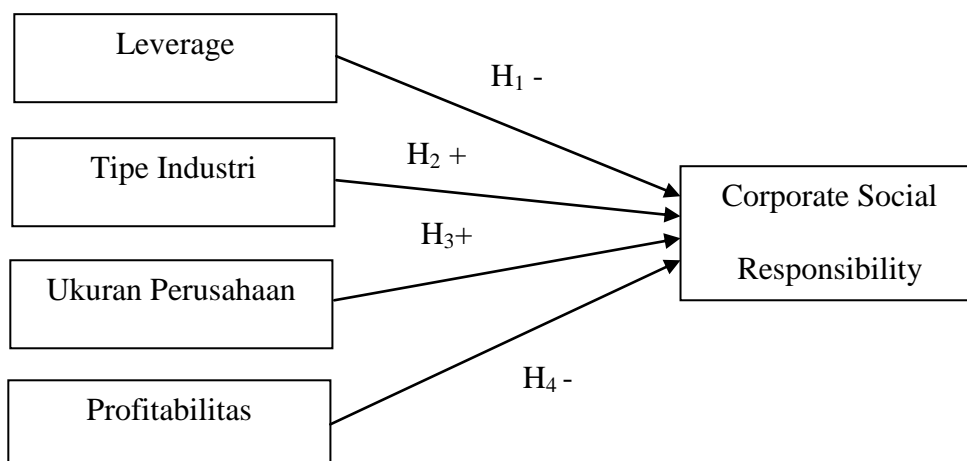 Leverage
H₁ -
Tipe Industri
H₂ +
Corporate Social
Responsibility
H₃+
Ukuran Perusahaan
H₄ -
Profitabilitas